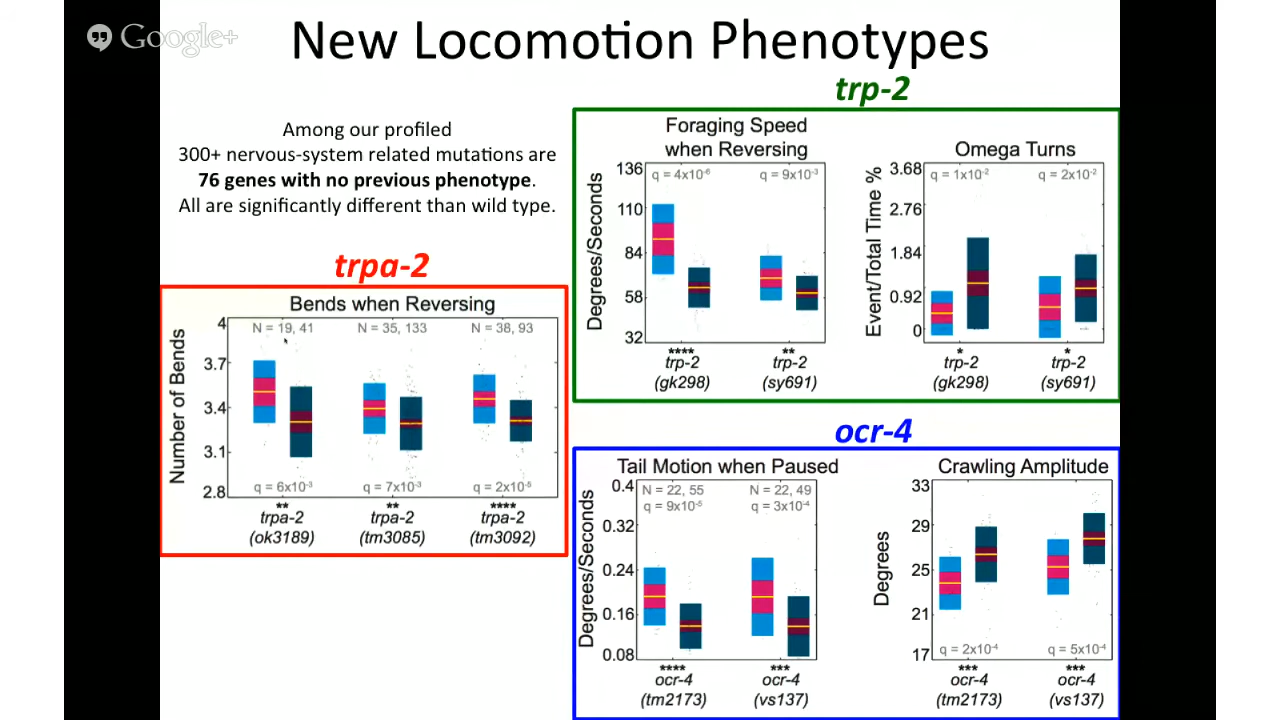 Google+
New Locomotion Phenotypes
Among our profiled
300+ nervous-system related mutations are
76 genes with no previous phenotype.
All are significantly different than wild type.
trpa-2
Bends when Reversing
Number of Bends
4
3.7
3.4
3.1
2.8
N = 19, 41
N = 35, 133
N = 38, 93
q = 6x10-3
q = 7x10-3
q = 2x10-5
**
**
****
trpa-2
trpa-2
trpa-2
(ok3189)
(tm3085)
(tm3092)
trp-2
Foraging Speed
when Reversing
Degrees/Seconds
136
110
84
58
32
q = 4x10-6
q = 9x10-3
****
**
trp-2
trp-2
(gk298)
(sy691)
Omega Turns
Event/Total Time %
3.68
2.76
1.84
0.92
0
q = 1x10-2
q = 2x10-2
*
*
trp-2
trp-2
(gk298)
(sy691)
ocr-4
Tail Motion when Paused
Degrees/Seconds
0.4
0.32
0.24
0.16
0.08
N = 22, 55
N = 22, 49
q = 9x10-5
q = 3x10-4
****
***
ocr-4
ocr-4
(tm2173)
(vs137)
Crawling Amplitude
Degrees
33
29
25
21
17
q = 2x10-4
q = 5x10-4
***
***
ocr-4
ocr-4
(tm2173)
(vs137)